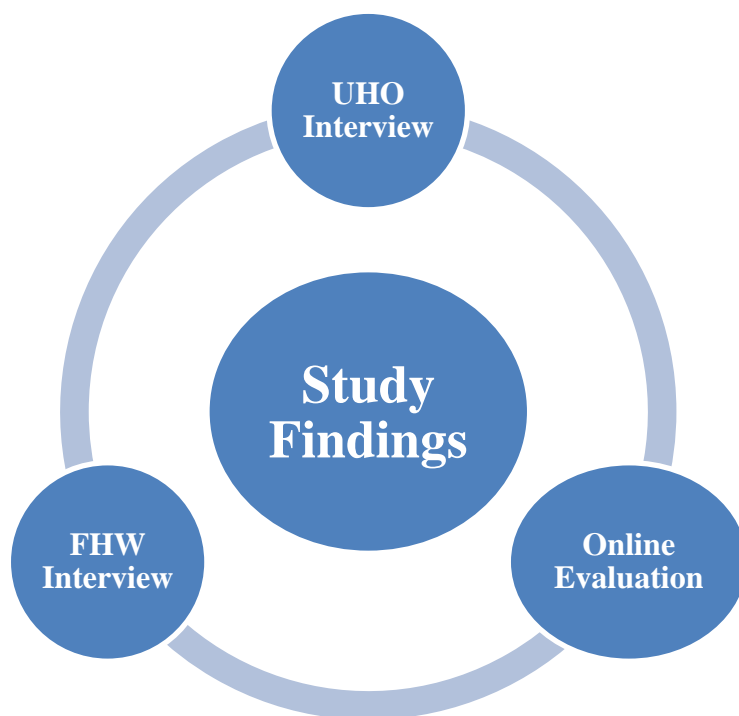 UHO
Interview
Study
Findings
FHW
Interview
Online
Evaluation